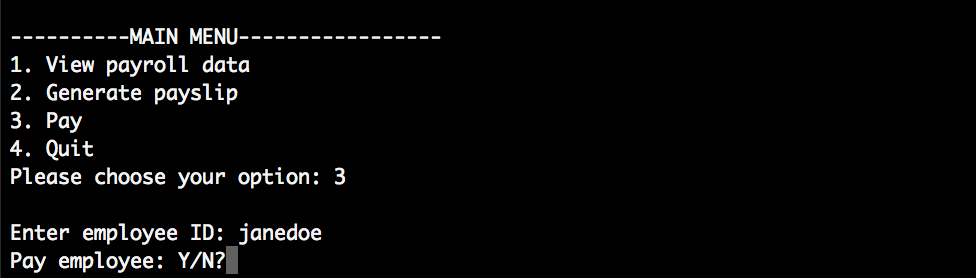 ----------MAIN MENU-----------------
1. View payroll data
2. Generate payslip
3. Pay
4. Quit
Please choose your option: 3
Enter employee ID: janedoe
Pay employee: Y/N?